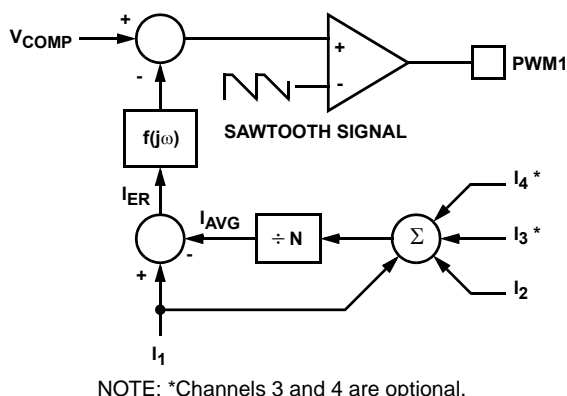 V_COMP
+
-
+
-
PWM1
SAWTOOTH SIGNAL
f(jω)
I_ER
I_AVG
÷ N
Σ
I_4 *
I_3 *
I_2
+
-
I_1
NOTE: *Channels 3 and 4 are optional.